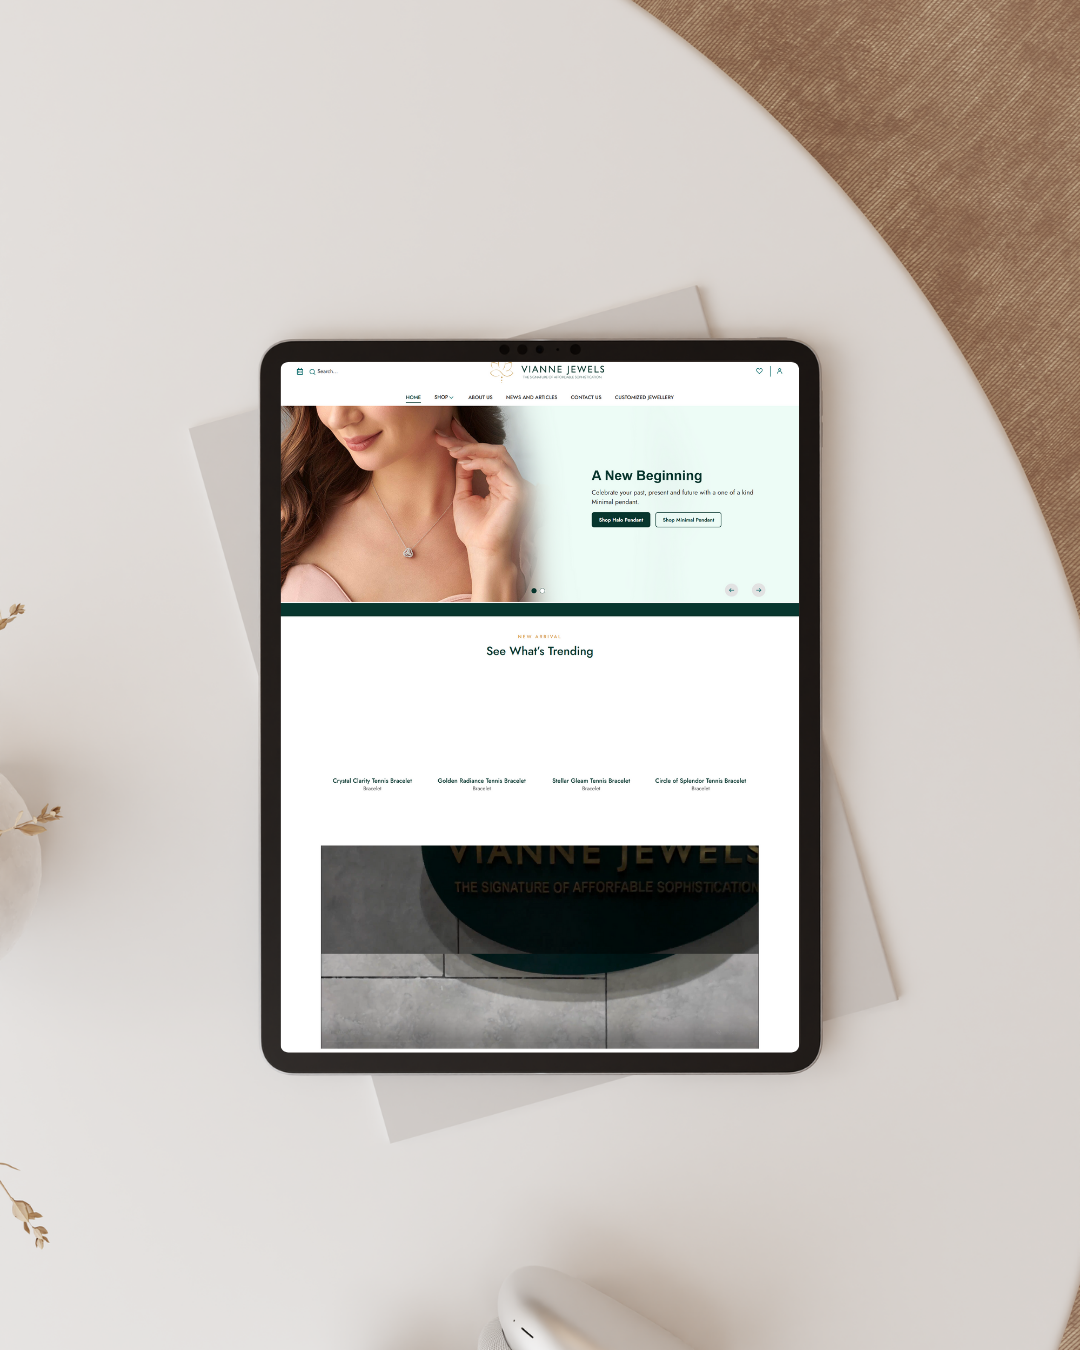 VIANNE JEWELS
THE SIGNATURE OF AFFORDABLE SOPHISTICATION
Search...
HOME SHOP ABOUT US NEWS AND ARTICLES CONTACT US CUSTOMIZED JEWELLERY
A New Beginning
Celebrate your past, present and future with a one of a kind
Minimal pendant.
Shop Halo Pendant Shop Minimal Pendant
NEW ARRIVAL
See What's Trending
Crystal Clarity Tennis Bracelet Golden Radiance Tennis Bracelet Stellar Gleam Tennis Bracelet Circle of Splendor Tennis Bracelet
Bracelet Bracelet Bracelet Bracelet
VIANNE JEWELS
THE SIGNATURE OF AFFORFABLE SOPHISTICATION